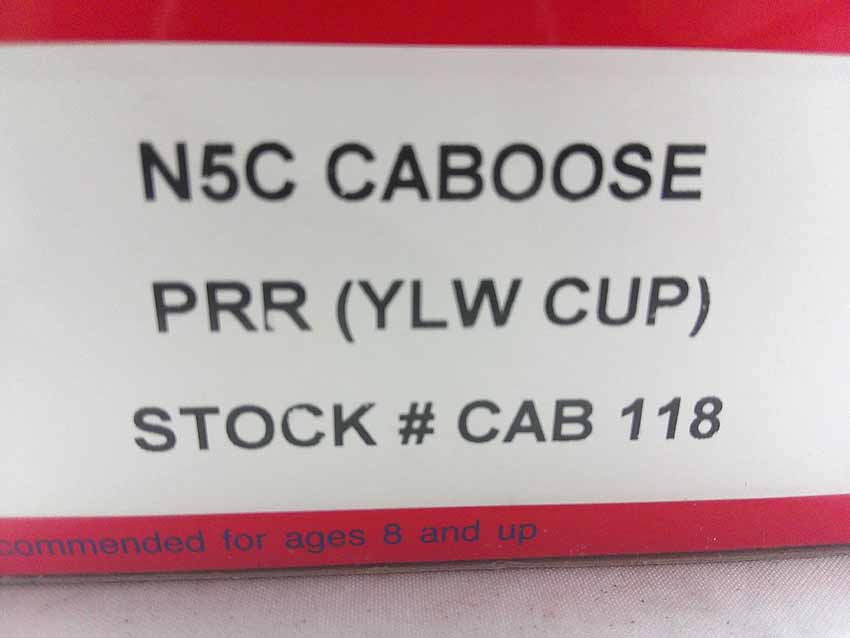 N5C CABOOSE
PRR (YLW CUP)
STOCK # CAB 118
commended for ages 8 and up